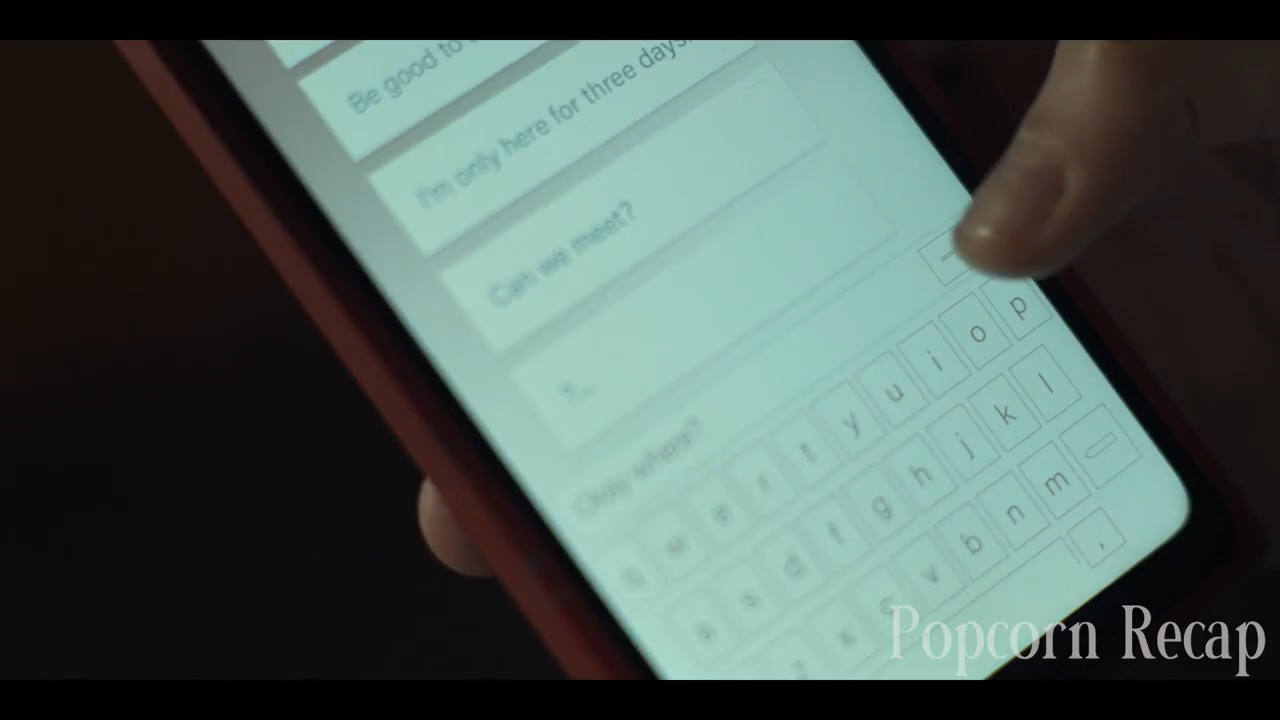 Be good to
I'm only here for three days.
Can we meet?
Okay where?
u i o p
y
t
r
e
w
q
a s d f g h j k l
x c v b n m
,
Popcorn Recap